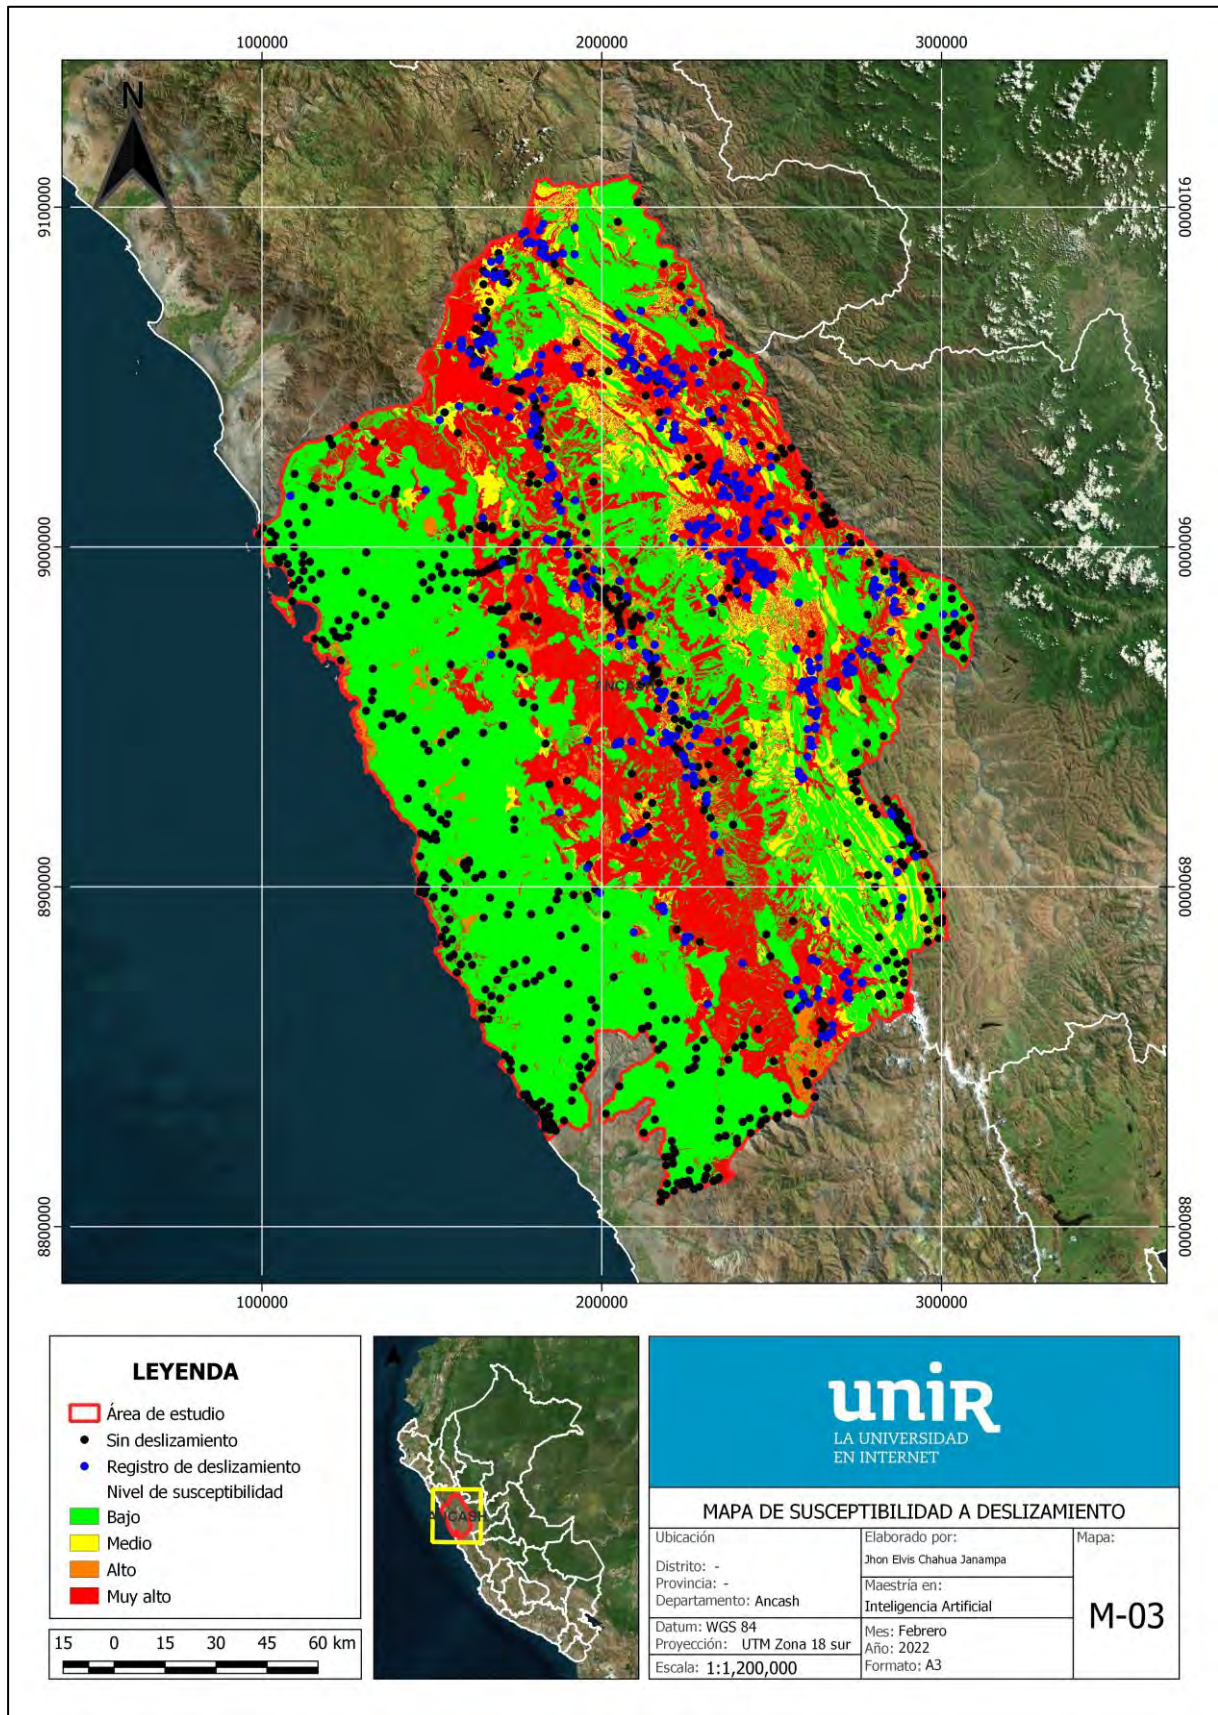 100000
200000
300000
N
9100000
9100000
9000000
9000000
ANCASH
8900000
8900000
8800000
8800000
100000
200000
300000
LEYENDA
Área de estudio
Sin deslizamiento
Registro de deslizamiento
Nivel de susceptibilidad
Bajo
Medio
Alto
Muy alto
15 0 15 30 45 60 km
ANCASH
unir
LA UNIVERSIDAD
EN INTERNET
MAPA DE SUSCEPTIBILIDAD A DESLIZAMIENTO
Ubicación
Distrito: -
Provincia: -
Departamento: Ancash
Datum: WGS 84
Proyección: UTM Zona 18 sur
Escala: 1:1,200,000
Elaborado por:
Jhon Elvis Chahua Janampa
Maestría en:
Inteligencia Artificial
Mes: Febrero
Año: 2022
Formato: A3
Mapa:
M-03